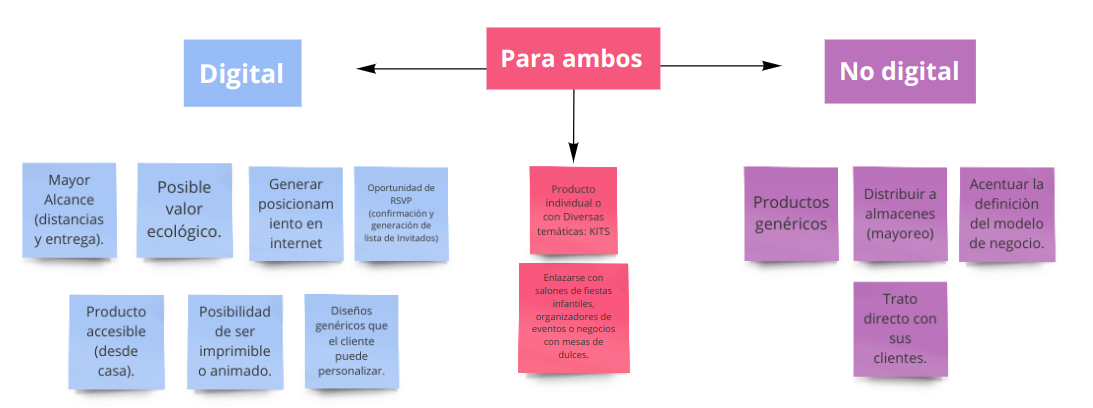 Digital
Para ambos
No digital
Mayor
Alcance
(distancias
y entrega).
Posible
valor
ecológico.
Generar
posicionam
iento en
internet
Oportunidad de
RSVP
(confirmación y
generación de
lista de Invitados)
Producto
accesible
(desde
casa).
Posibilidad
de ser
imprimible
o animado.
Diseños
genéricos que
el cliente
puede
personalizar.
Producto
individual o
con Diversas
temáticas: KITS
Enlazarse con
salones de fiestas
infantiles,
organizadores de
eventos o negocios
con mesas de
dulces.
Productos
genéricos
Distribuir a
almacenes
(mayoreo)
Acentuar la
definiciòn
del modelo
de negocio.
Trato
directo con
sus
clientes.